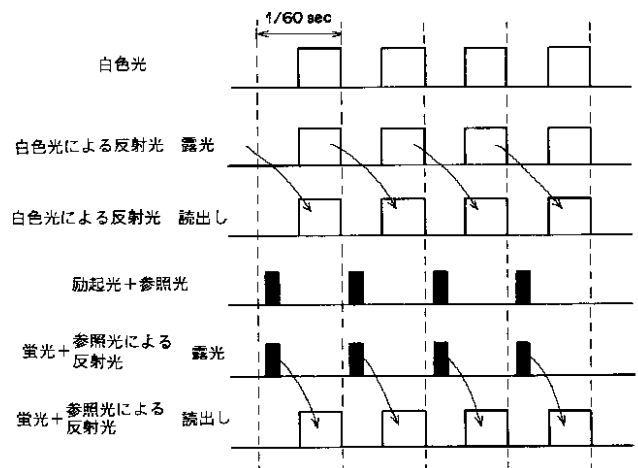 1/60 sec
白色光
白色光による反射光 露光
白色光による反射光 読出し
励起光+参照光
蛍光+参照光による
反射光 露光
蛍光+参照光による
反射光 読出し